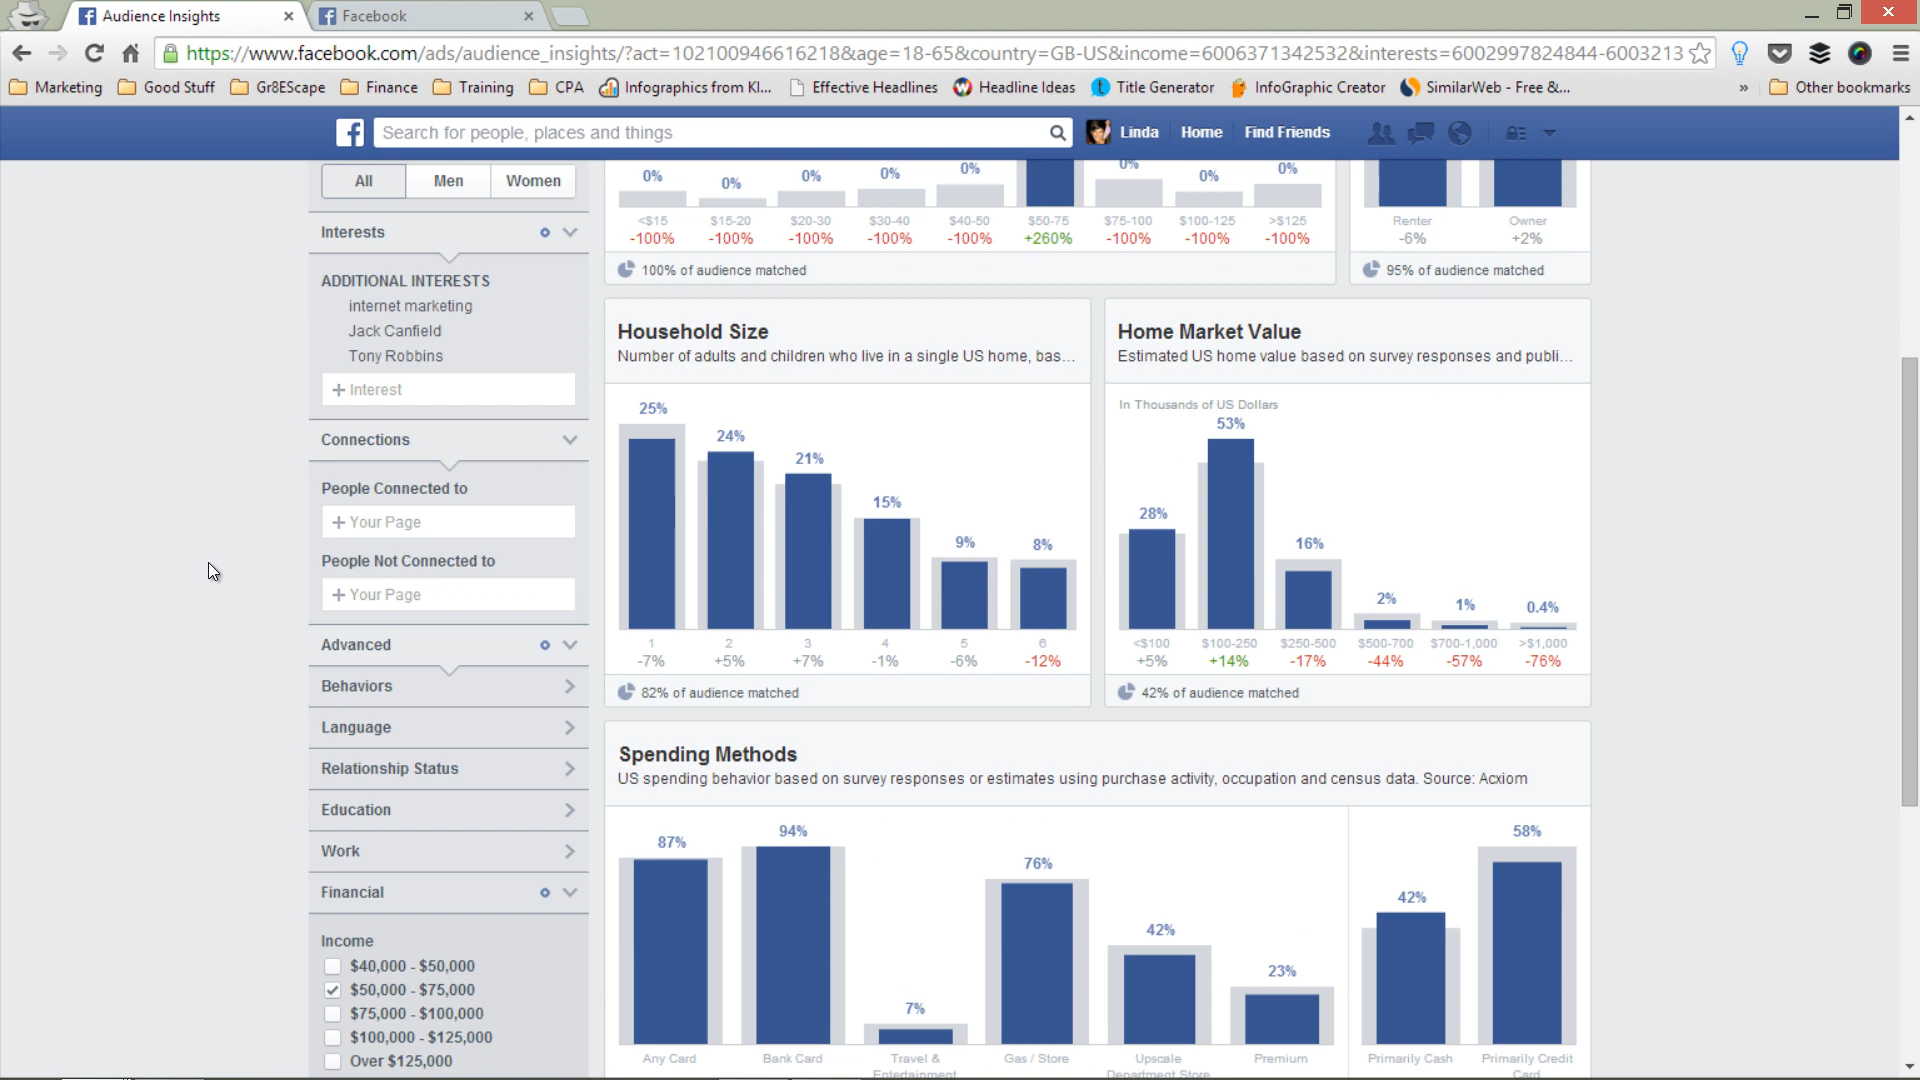 Audience Insights
Facebook
https://www.facebook.com/ads/audience_insights/?act=102100946616218&age=18-65&country=GB-US&income=6006371342532&interests=6002997824844-6003213
Marketing
Good Stuff
Gr8EScape
Finance
Training
CPA
Infographics from Kl...
Effective Headlines
Headline Ideas
Title Generator
InfoGraphic Creator
SimilarWeb - Free &...
»
Other bookmarks
Search for people, places and things
Linda
Home
Find Friends
All
Men
Women
Interests
ADDITIONAL INTERESTS
internet marketing
Jack Canfield
Tony Robbins
+ Interest
Connections
People Connected to
+ Your Page
People Not Connected to
+ Your Page
Advanced
Behaviors
Language
Relationship Status
Education
Work
Financial
Income
$40,000 - $50,000
$50,000 - $75,000
$75,000 - $100,000
$100,000 - $125,000
Over $125,000
0% 0% 0% 0% 0% 0% 0% 0%
<$15 $15-20 $20-30 $30-40 $40-50 $50-75 $75-100 $100-125 >$125
-100% -100% -100% -100% -100% +260% -100% -100% -100%
100% of audience matched
Renter Owner
-6% +2%
95% of audience matched
Household Size
Number of adults and children who live in a single US home, bas...
25% 24% 21% 15% 9% 8%
1 2 3 4 5 6
-7% +5% +7% -1% -6% -12%
82% of audience matched
Home Market Value
Estimated US home value based on survey responses and publi...
In Thousands of US Dollars
28% 53% 16% 2% 1% 0.4%
<$100 $100-250 $250-500 $500-700 $700-1,000 >$1,000
+5% +14% -17% -44% -57% -76%
42% of audience matched
Spending Methods
US spending behavior based on survey responses or estimates using purchase activity, occupation and census data. Source: Acxiom
87% 94% 7% 76% 42% 23% 42% 58%
Any Card Bank Card Travel & Gas / Store Upscale Premium Primarily Cash Primarily Credit
Entertainment Department Store Card